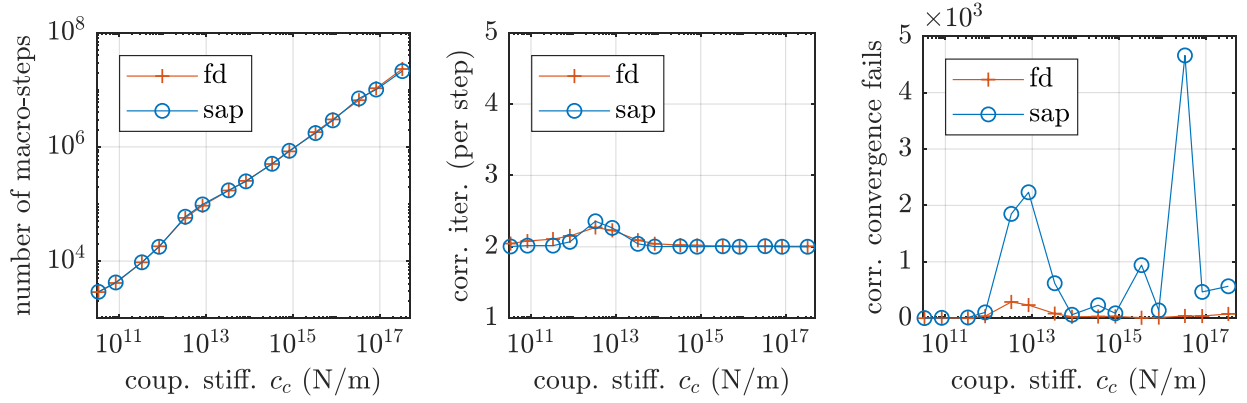 number of macro-steps
10^8
10^6
10^4
fd
sap
10^11
10^13
10^15
10^17
coup. stiff. c_c (N/m)
corr. iter. (per step)
5
4
3
2
1
fd
sap
10^11
10^13
10^15
10^17
coup. stiff. c_c (N/m)
corr. convergence fails
×10^3
5
4
3
2
1
0
fd
sap
10^11
10^13
10^15
10^17
coup. stiff. c_c (N/m)